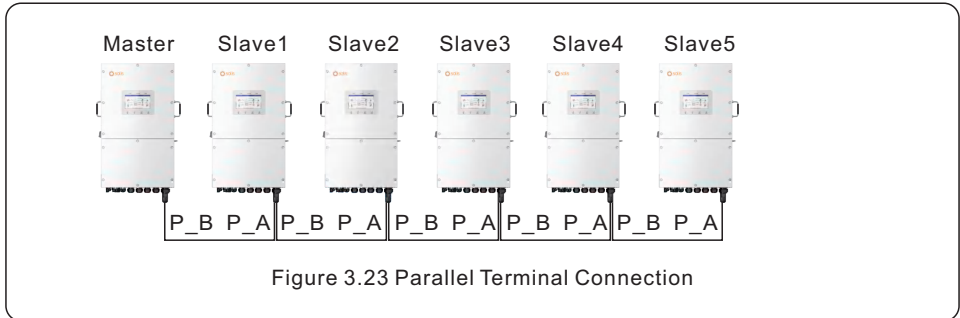 Master Slave1 Slave2 Slave3 Slave4 Slave5
P_B P_A P_B P_A P_B P_A P_B P_A P_B P_A
Figure 3.23 Parallel Terminal Connection